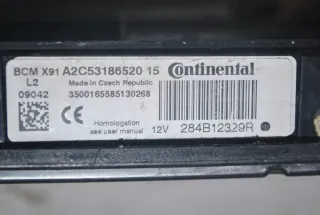 BCM X91 A2C53186520 15 Continental
L2 Made in Czech Republic
09042 3500165585130268
CE Homologation
see user manual 12V 284B12329R